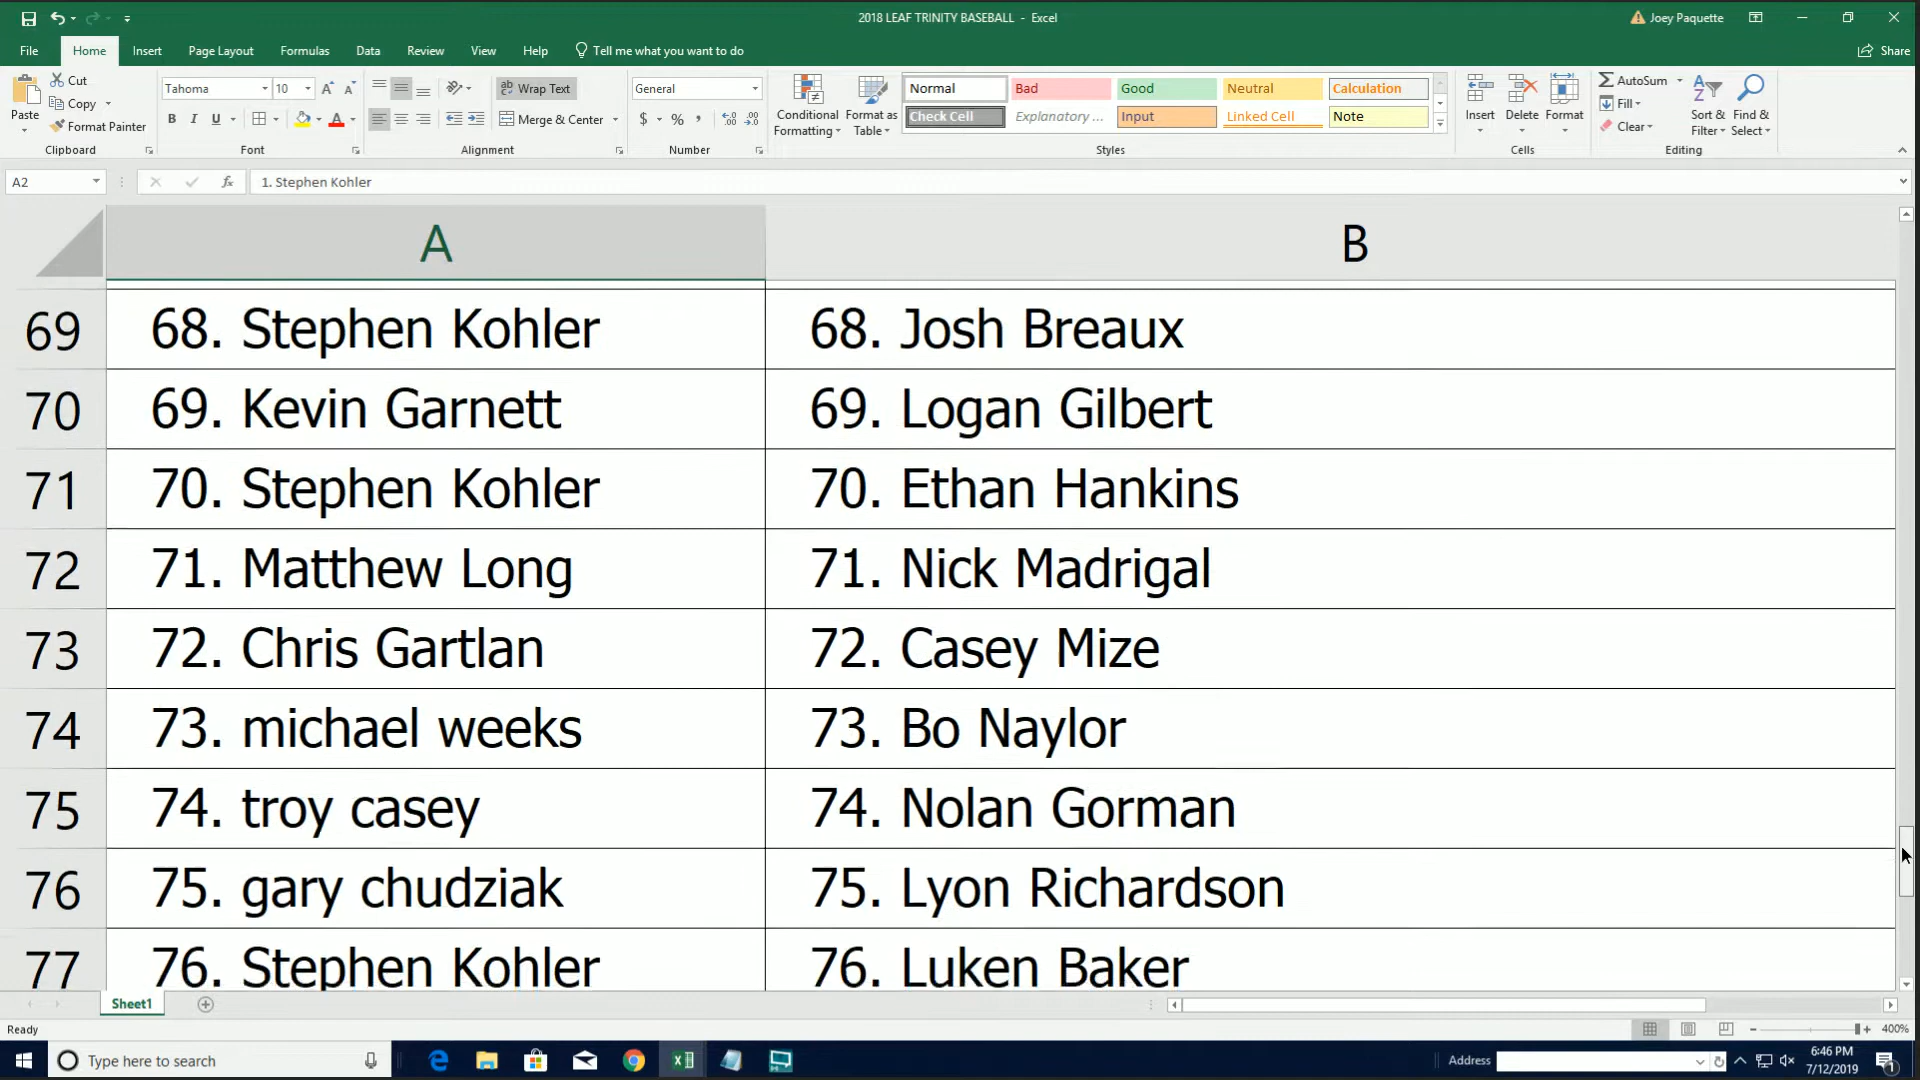 2018 LEAF TRINITY BASEBALL - Excel
Joey Paquette
File Home Insert Page Layout Formulas Data Review View Help Tell me what you want to do
Share
Paste
Cut
Copy
Format Painter
Clipboard
Tahoma 10
B I U
Font
Wrap Text
Merge & Center
Alignment
General
$ % ,
Number
Conditional Formatting
Format as Table
Normal Bad Good Neutral Calculation
Check Cell Explanatory ... Input Linked Cell Note
Styles
Insert Delete Format
Cells
AutoSum
Fill
Clear
Sort & Filter
Find & Select
Editing
A2 fx 1. Stephen Kohler
A B
69 68. Stephen Kohler 68. Josh Breaux
70 69. Kevin Garnett 69. Logan Gilbert
71 70. Stephen Kohler 70. Ethan Hankins
72 71. Matthew Long 71. Nick Madrigal
73 72. Chris Gartlan 72. Casey Mize
74 73. michael weeks 73. Bo Naylor
75 74. troy casey 74. Nolan Gorman
76 75. gary chudziak 75. Lyon Richardson
77 76. Stephen Kohler 76. Luken Baker
Sheet1
Ready
400%
Type here to search
Address
6:46 PM
7/12/2019